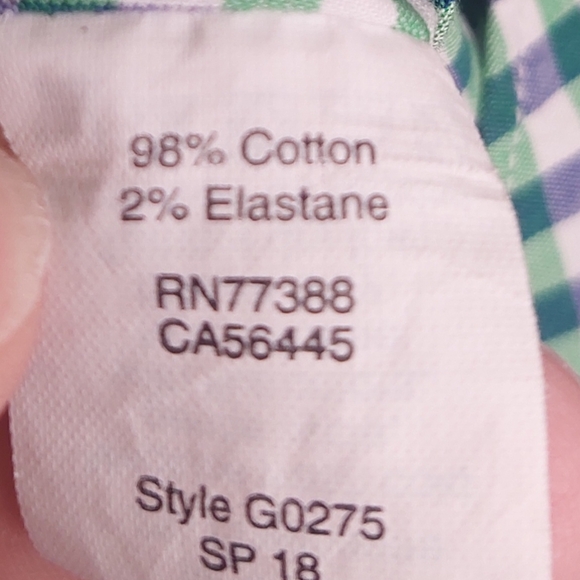 98% Cotton
2% Elastane
RN77388
CA56445
Style G0275
SP 18